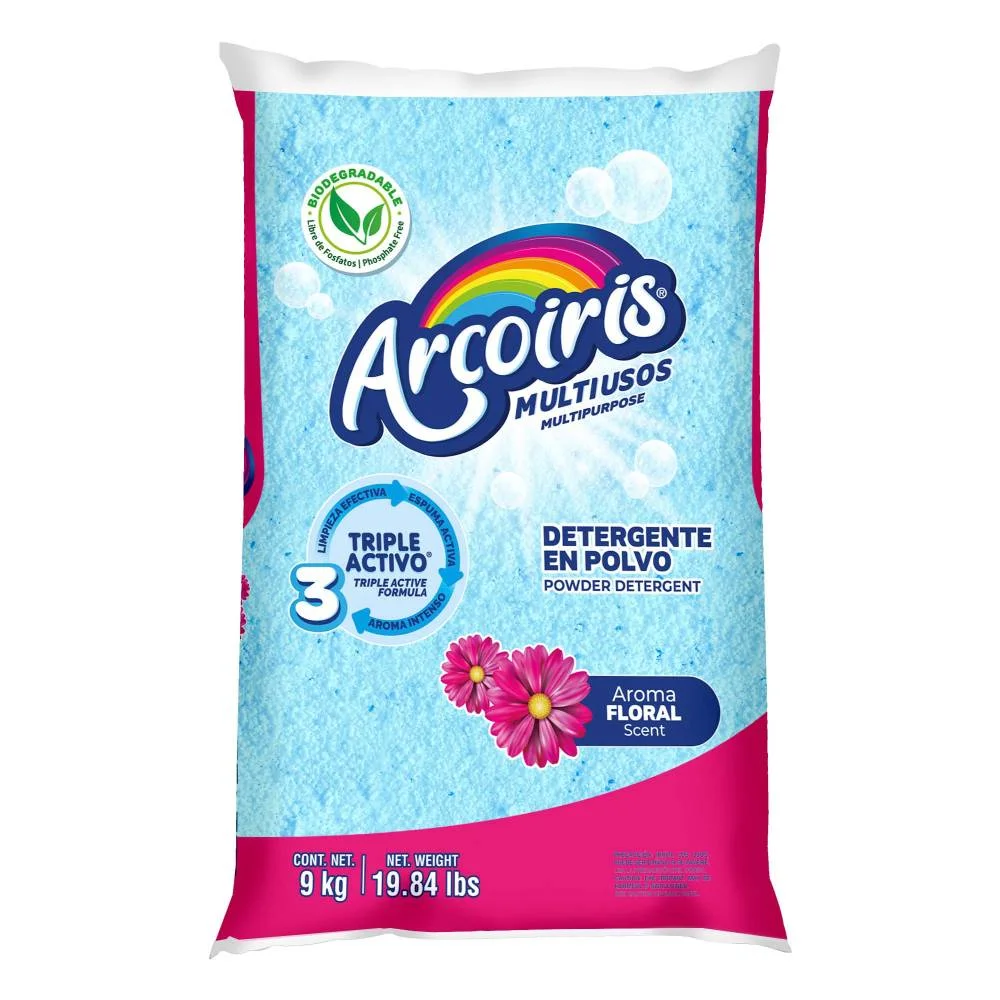 BIODEGRADABLE
Libre de Fosfatos | Phosphate Free
Arcoiris®
MULTIUSOS
MULTIPURPOSE
LIMPIEZA EFECTIVA
ESPUMA ACTIVA
AROMA INTENSO
3
TRIPLE
ACTIVO®
TRIPLE ACTIVE
FORMULA
DETERGENTE
EN POLVO
POWDER DETERGENT
Aroma
FLORAL
Scent
CONT. NET. | NET. WEIGHT
9 kg | 19.84 lbs